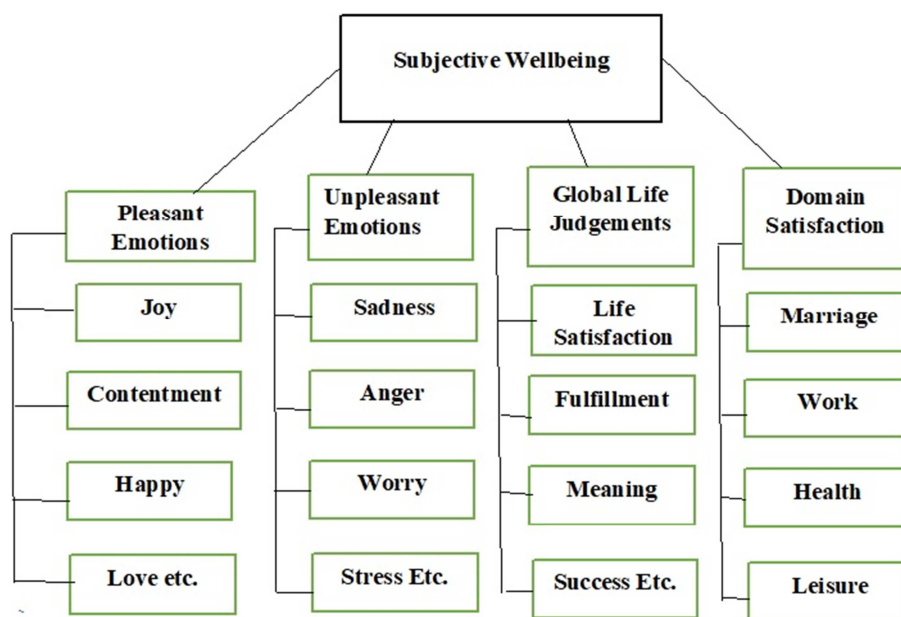 Subjective Wellbeing
Pleasant
Emotions
Joy
Contentment
Happy
Love etc.
Unpleasant
Emotions
Sadness
Anger
Worry
Stress Etc.
Global Life
Judgements
Life
Satisfaction
Fulfillment
Meaning
Success Etc.
Domain
Satisfaction
Marriage
Work
Health
Leisure